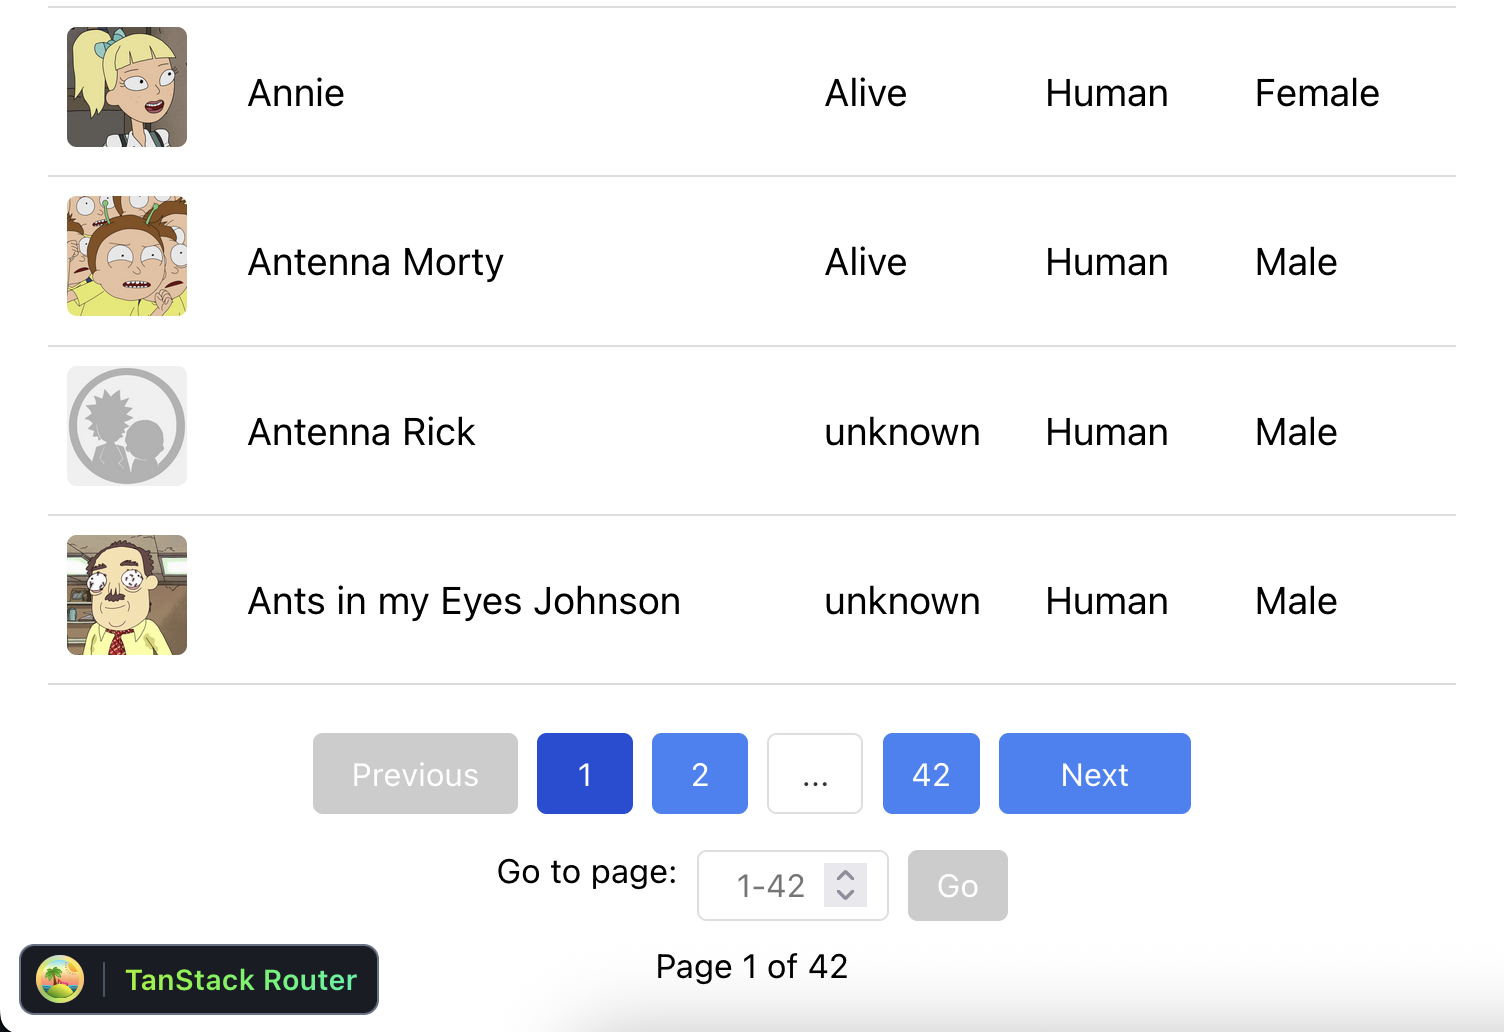 Annie Alive Human Female
Antenna Morty Alive Human Male
Antenna Rick unknown Human Male
Ants in my Eyes Johnson unknown Human Male
Previous 1 2 ... 42 Next
Go to page: 1-42 Go
Page 1 of 42
TanStack Router